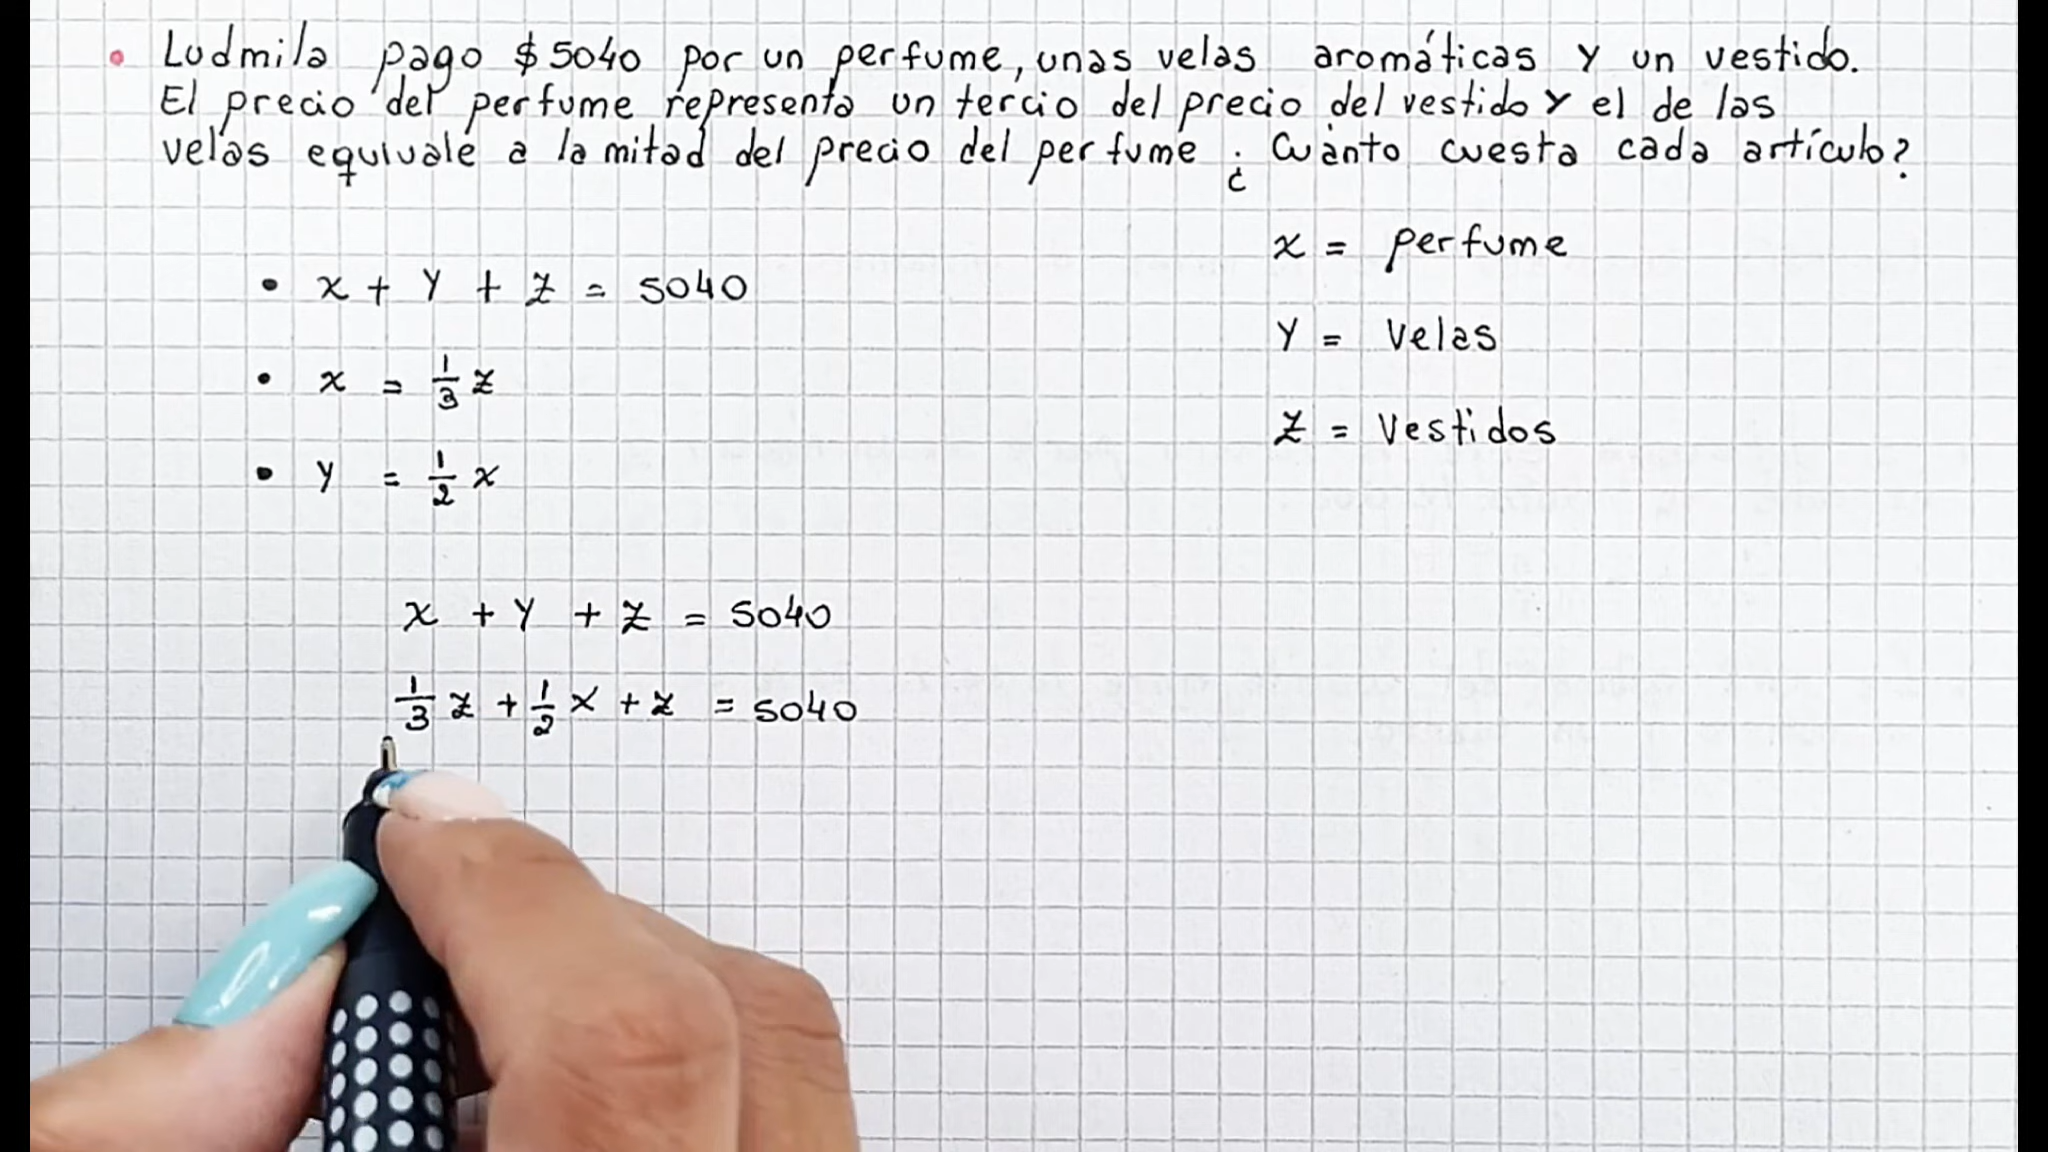 • Ludmila pago $ 5040 por un perfume, unas velas aromáticas y un vestido.
El precio del perfume representa un tercio del precio del vestido y el de las
velas equivale a la mitad del precio del perfume ¿ Cuànto cuesta cada artículo?
x = perfume
• x + y + z = 5040
y = velas
• x = 1/3 z
z = vestidos
• y = 1/2 x
x + y + z = 5040
1/3 z + 1/2 x + z = 5040